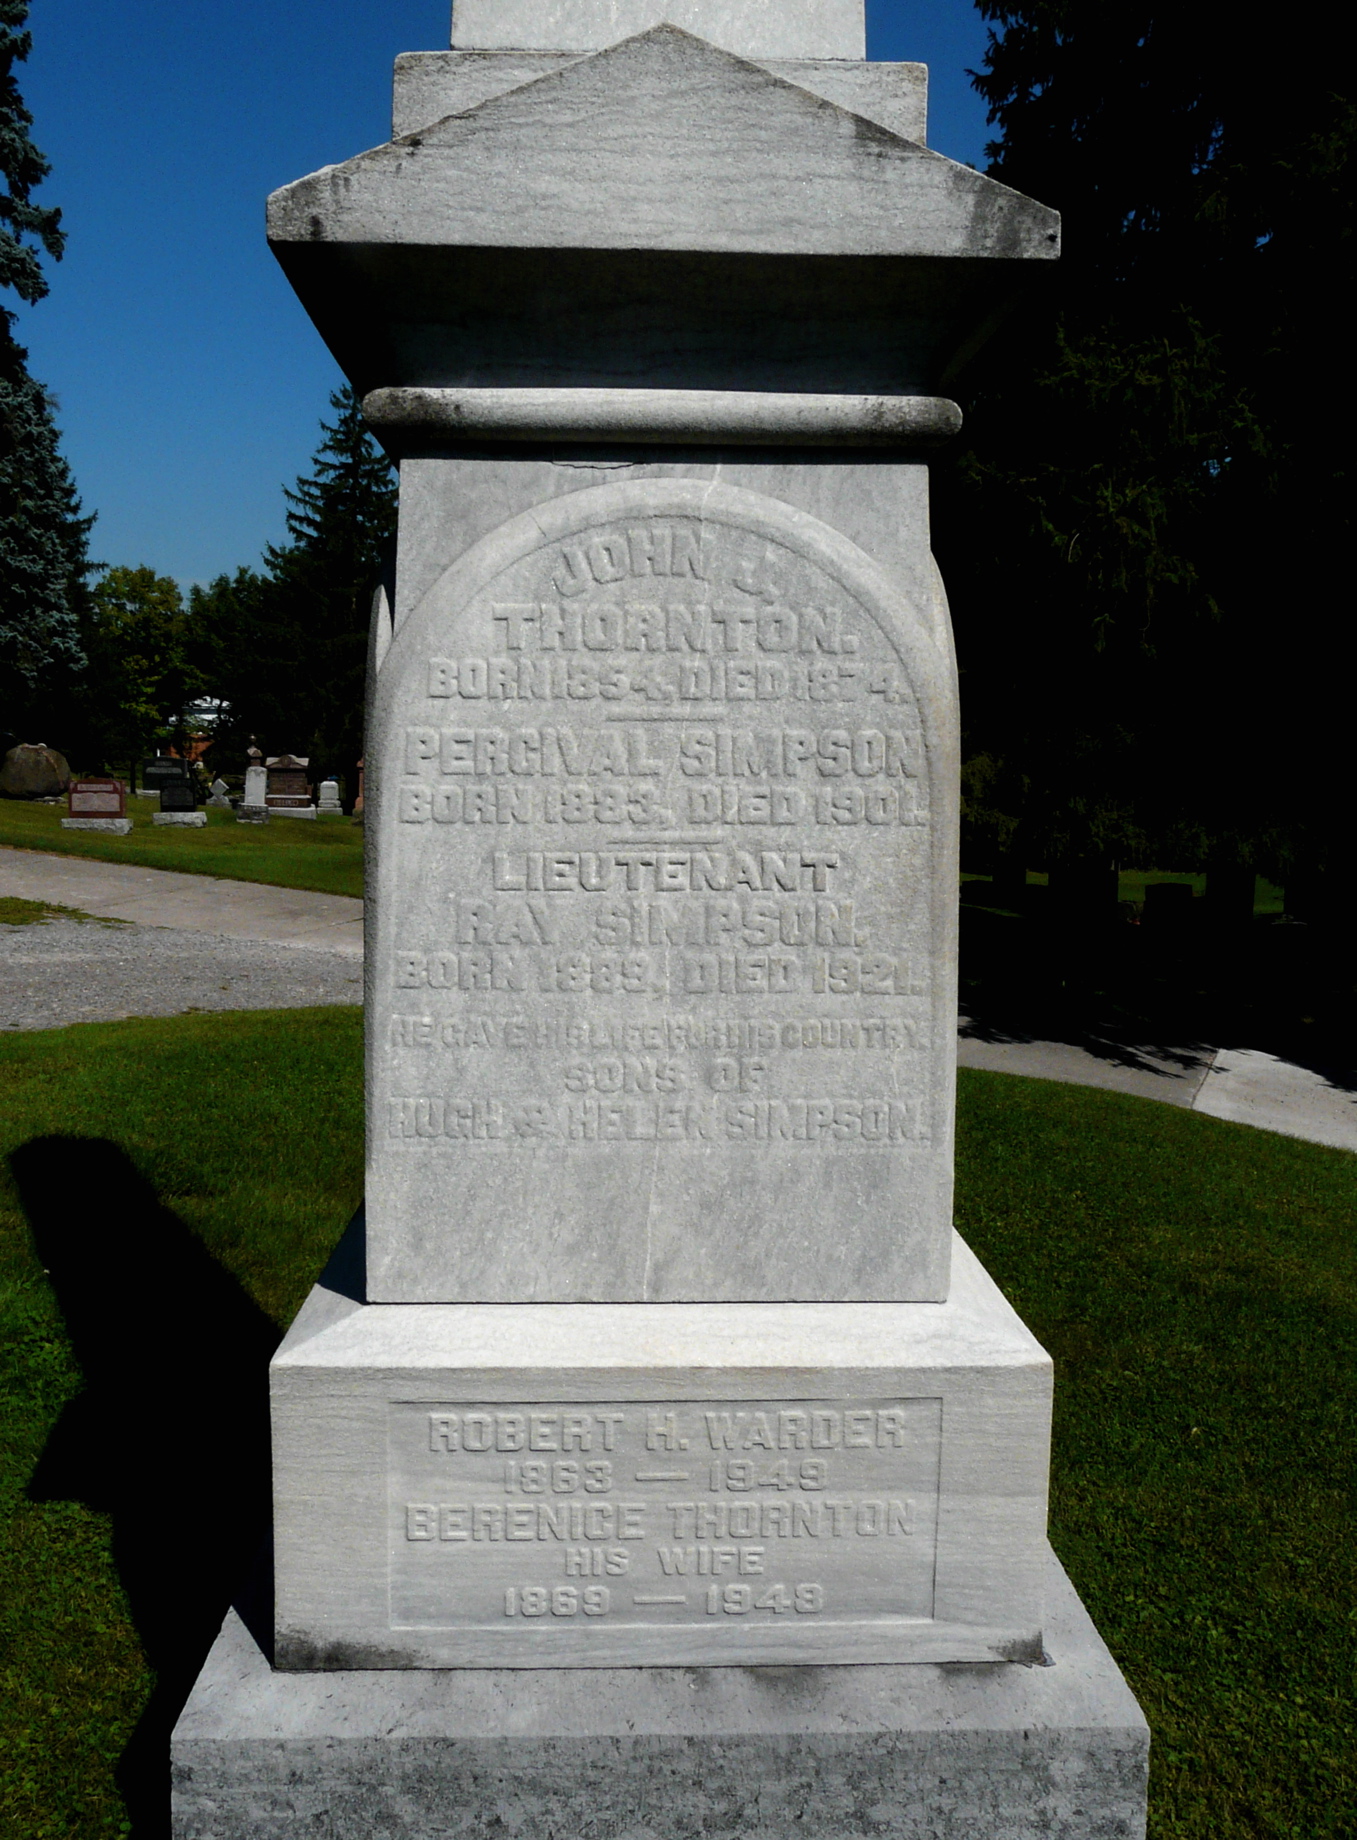 JOHN J.
THORNTON.
BORN 1854, DIED 1874.
PERCIVAL SIMPSON
BORN 1883, DIED 1901.
LIEUTENANT
RAY SIMPSON,
BORN 1889, DIED 1921.
HE GAVE HIS LIFE FOR HIS COUNTRY.
SONS OF
HUGH & HELEN SIMPSON.
ROBERT H. WARDER
1863 — 1949
BERENICE THORNTON
HIS WIFE
1869 — 1948